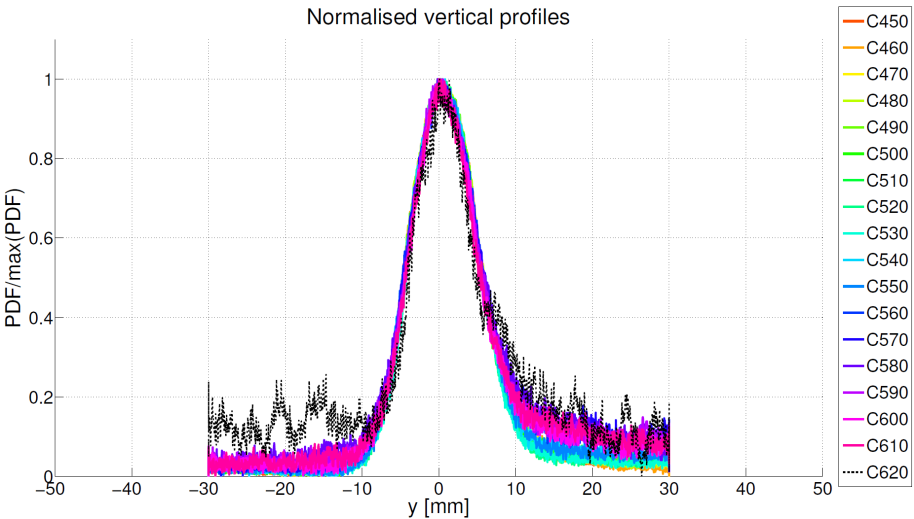 Normalised vertical profiles
PDF/max(PDF)
1
0.8
0.6
0.4
0.2
0
−50 −40 −30 −20 −10 0 10 20 30 40 50
y [mm]
C450
C460
C470
C480
C490
C500
C510
C520
C530
C540
C550
C560
C570
C580
C590
C600
C610
C620